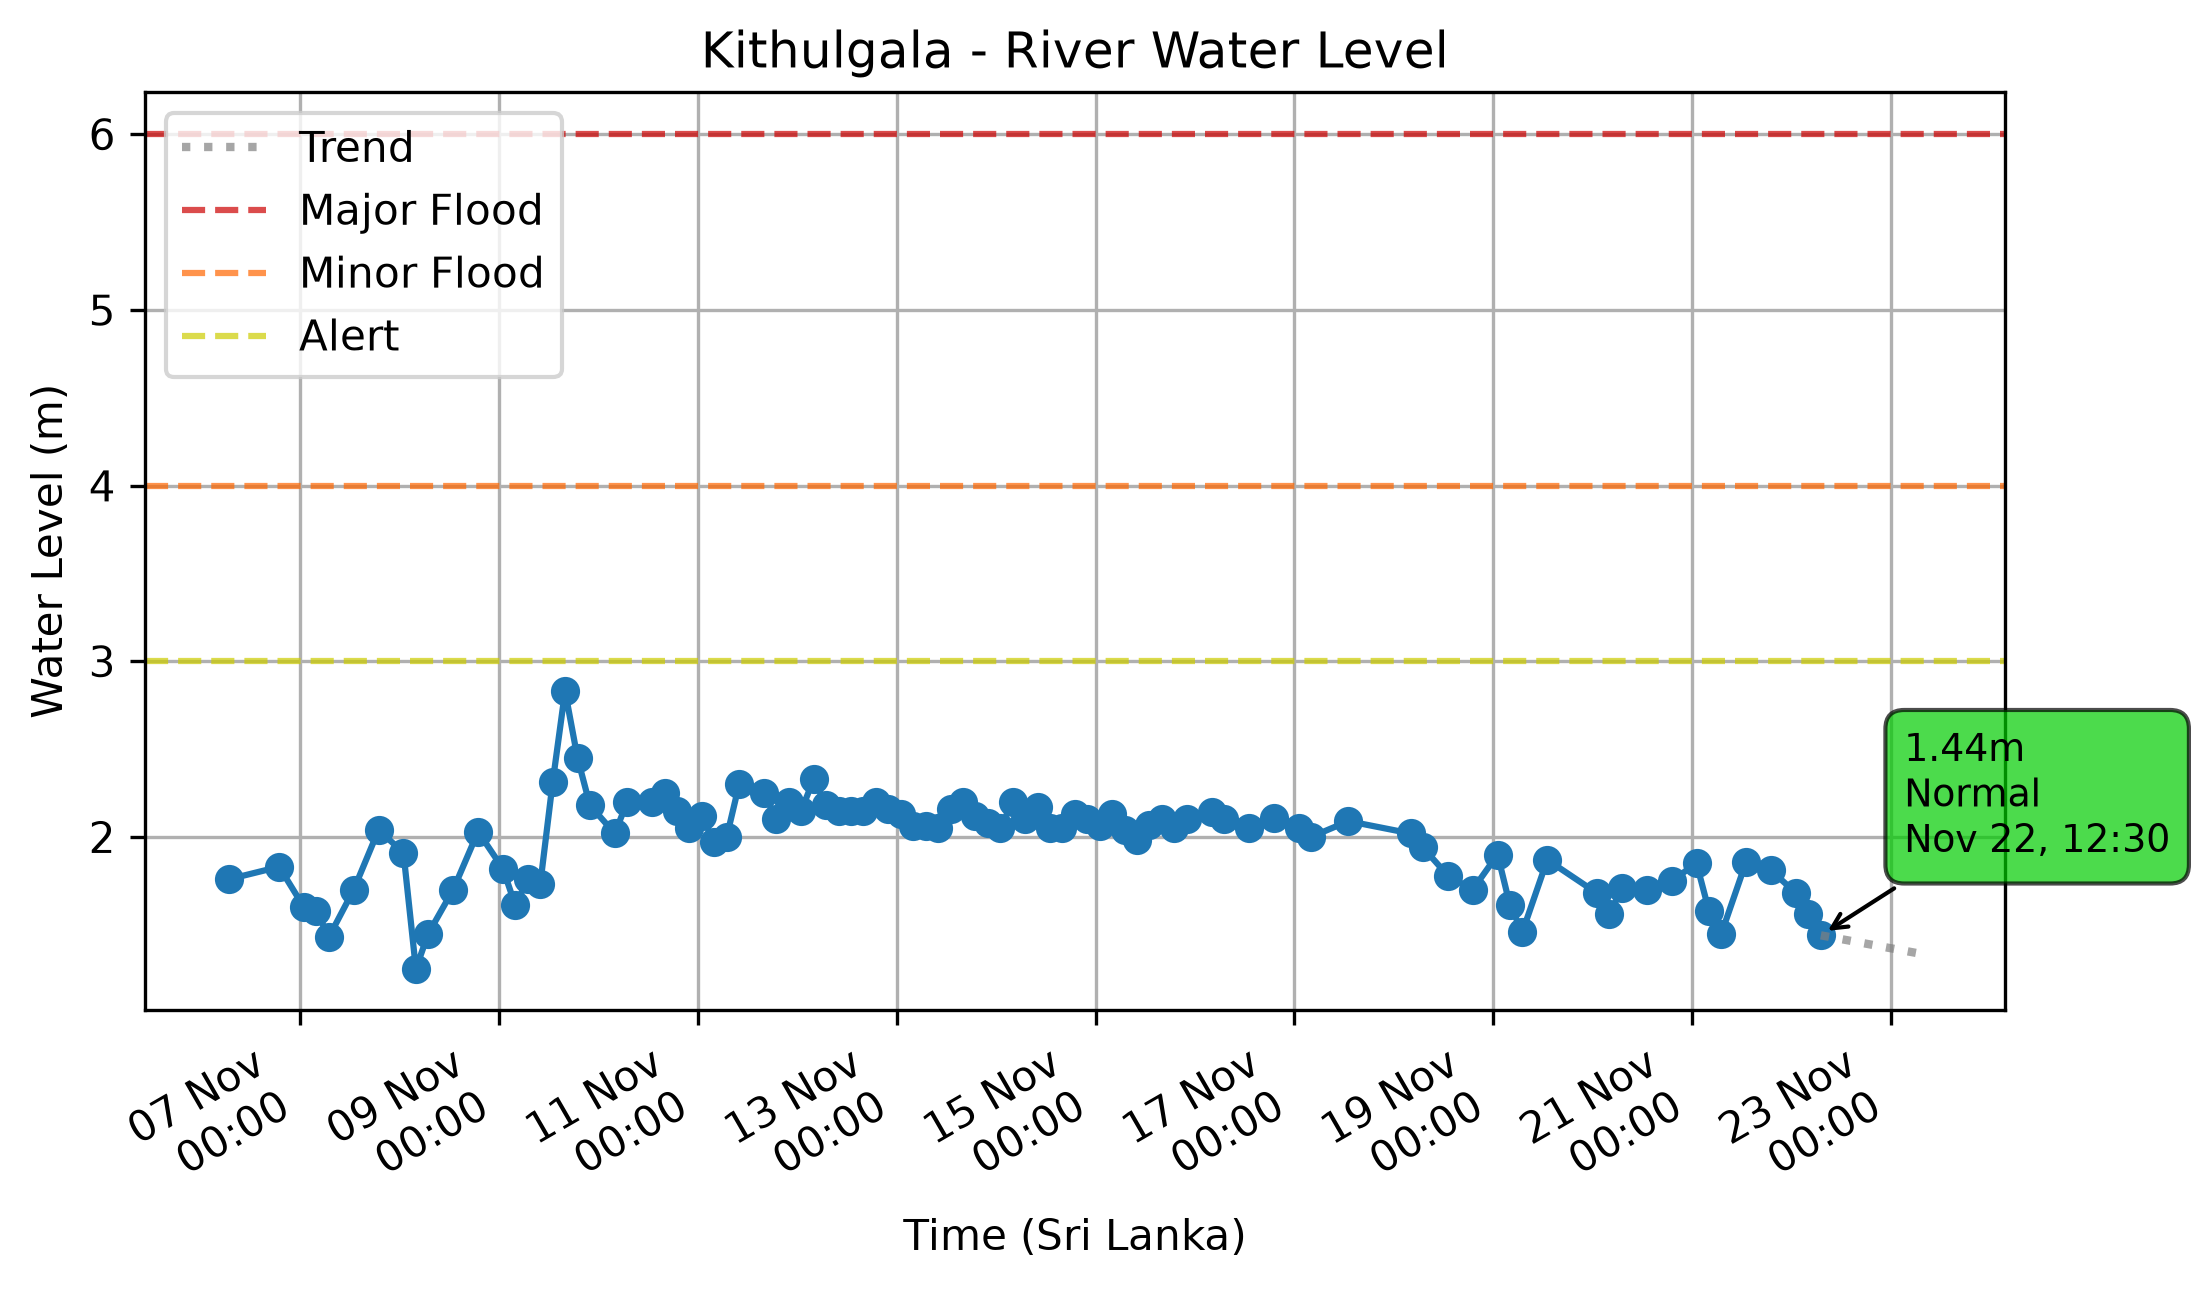 Kithulgala - River Water Level
Trend
Major Flood
Minor Flood
Alert
6
5
4
3
2
Water Level (m)
1.44m
Normal
Nov 22, 12:30
07 Nov
00:00
09 Nov
00:00
11 Nov
00:00
13 Nov
00:00
15 Nov
00:00
17 Nov
00:00
19 Nov
00:00
21 Nov
00:00
23 Nov
00:00
Time (Sri Lanka)